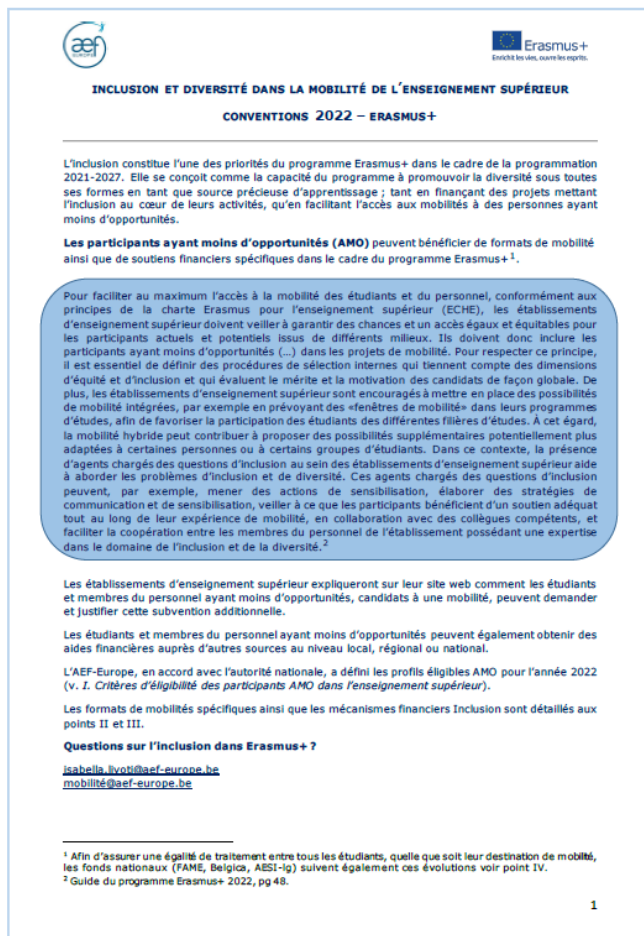 aef
EUROPE
Erasmus+
Enrichit les vies, ouvre les esprits.
INCLUSION ET DIVERSITÉ DANS LA MOBILITÉ DE L'ENSEIGNEMENT SUPÉRIEUR
CONVENTIONS 2022 – ERASMUS+
L'inclusion constitue l'une des priorités du programme Erasmus+ dans le cadre de la programmation
2021-2027. Elle se conçoit comme la capacité du programme à promouvoir la diversité sous toutes
ses formes en tant que source précieuse d'apprentissage ; tant en finançant des projets mettant
l'inclusion au cœur de leurs activités, qu'en facilitant l'accès aux mobilités à des personnes ayant
moins d'opportunités.
Les participants ayant moins d'opportunités (AMO) peuvent bénéficier de formats de mobilité
ainsi que de soutiens financiers spécifiques dans le cadre du programme Erasmus+¹.
Pour faciliter au maximum l'accès à la mobilité des étudiants et du personnel, conformément aux
principes de la charte Erasmus pour l'enseignement supérieur (ECHE), les établissements
d'enseignement supérieur doivent veiller à garantir des chances et un accès égaux et équitables pour
les participants actuels et potentiels issus de différents milieux. Ils doivent donc inclure les
participants ayant moins d'opportunités (...) dans les projets de mobilité. Pour respecter ce principe,
il est essentiel de définir des procédures de sélection internes qui tiennent compte des dimensions
d'équité et d'inclusion et qui évaluent le mérite et la motivation des candidats de façon globale. De
plus, les établissements d'enseignement supérieur sont encouragés à mettre en place des possibilités
de mobilité intégrées, par exemple en prévoyant des «fenêtres de mobilité» dans leurs programmes
d'études, afin de favoriser la participation des étudiants des différentes filières d'études. À cet égard,
la mobilité hybride peut contribuer à proposer des possibilités supplémentaires potentiellement plus
adaptées à certaines personnes ou à certains groupes d'étudiants. Dans ce contexte, la présence
d'agents chargés des questions d'inclusion au sein des établissements d'enseignement supérieur aide
à aborder les problèmes d'inclusion et de diversité. Ces agents chargés des questions d'inclusion
peuvent, par exemple, mener des actions de sensibilisation, élaborer des stratégies de
communication et de sensibilisation, veiller à ce que les participants bénéficient d'un soutien adéquat
tout au long de leur expérience de mobilité, en collaboration avec des collègues compétents, et
faciliter la coopération entre les membres du personnel de l'établissement possédant une expertise
dans le domaine de l'inclusion et de la diversité.²
Les établissements d'enseignement supérieur expliqueront sur leur site web comment les étudiants
et membres du personnel ayant moins d'opportunités, candidats à une mobilité, peuvent demander
et justifier cette subvention additionnelle.
Les étudiants et membres du personnel ayant moins d'opportunités peuvent également obtenir des
aides financières auprès d'autres sources au niveau local, régional ou national.
L'AEF-Europe, en accord avec l'autorité nationale, a défini les profils éligibles AMO pour l'année 2022
(v. I. Critères d'éligibilité des participants AMO dans l'enseignement supérieur).
Les formats de mobilités spécifiques ainsi que les mécanismes financiers Inclusion sont détaillés aux
points II et III.
Questions sur l'inclusion dans Erasmus+ ?
isabella.livoti@aef-europe.be
mobilité@aef-europe.be
¹ Afin d'assurer une égalité de traitement entre tous les étudiants, quelle que soit leur destination de mobilité,
les fonds nationaux (FAME, Belgica, AESI-lg) suivent également ces évolutions voir point IV.
² Guide du programme Erasmus+ 2022, pg 48.
1